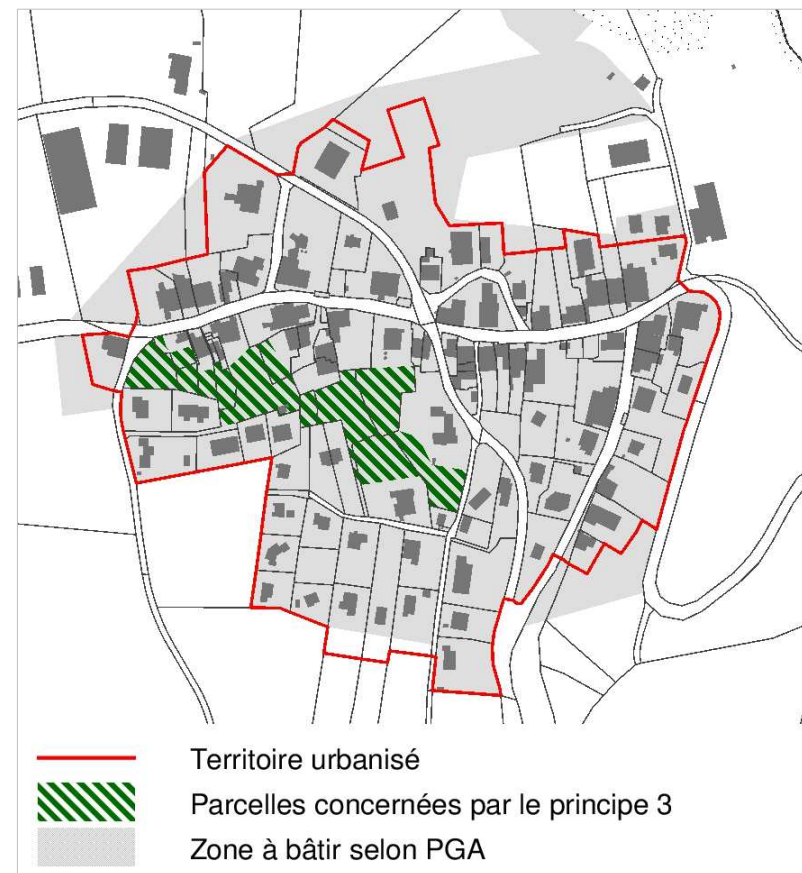 Territoire urbanisé
Parcelles concernées par le principe 3
Zone à bâtir selon PGA